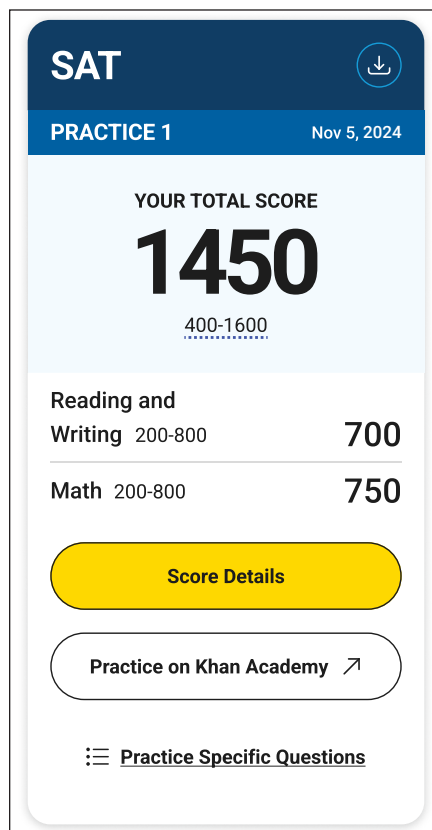 SAT
PRACTICE 1 Nov 5, 2024
YOUR TOTAL SCORE
1450
400-1600
Reading and
Writing 200-800 700
Math 200-800 750
Score Details
Practice on Khan Academy
Practice Specific Questions